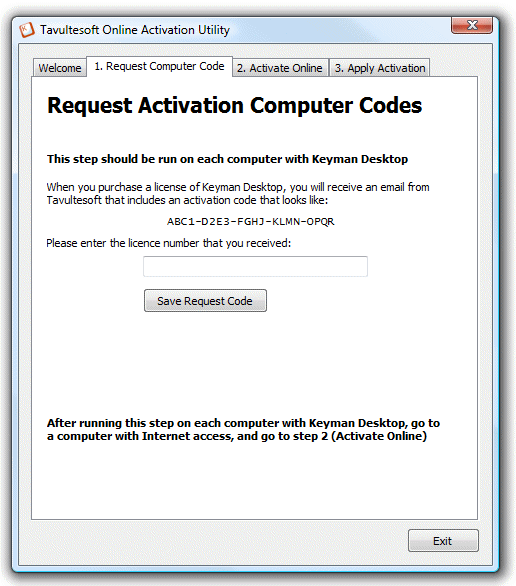 Tavultesoft Online Activation Utility
Welcome
1. Request Computer Code
2. Activate Online
3. Apply Activation
Request Activation Computer Codes
This step should be run on each computer with Keyman Desktop
When you purchase a license of Keyman Desktop, you will receive an email from
Tavultesoft that includes an activation code that looks like:
ABC1-D2E3-FGHJ-KLMN-OPQR
Please enter the licence number that you received:
Save Request Code
After running this step on each computer with Keyman Desktop, go to
a computer with Internet access, and go to step 2 (Activate Online)
Exit